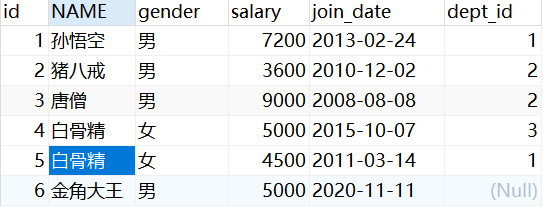 id NAME gender salary join_date dept_id
1 孙悟空 男 7200 2013-02-24 1
2 猪八戒 男 3600 2010-12-02 2
3 唐僧 男 9000 2008-08-08 2
4 白骨精 女 5000 2015-10-07 3
5 白骨精 女 4500 2011-03-14 1
6 金角大王 男 5000 2020-11-11 (Null)